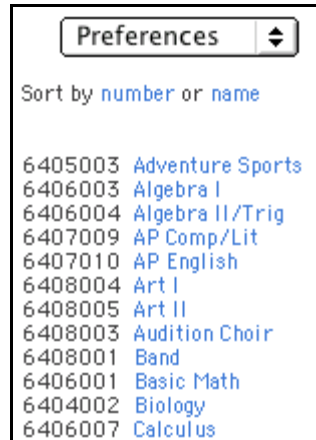 Preferences
Sort by number or name
6405003 Adventure Sports
6406003 Algebra I
6406004 Algebra II/Trig
6407009 AP Comp/Lit
6407010 AP English
6408004 Art I
6408005 Art II
6408003 Audition Choir
6408001 Band
6406001 Basic Math
6404002 Biology
6406007 Calculus